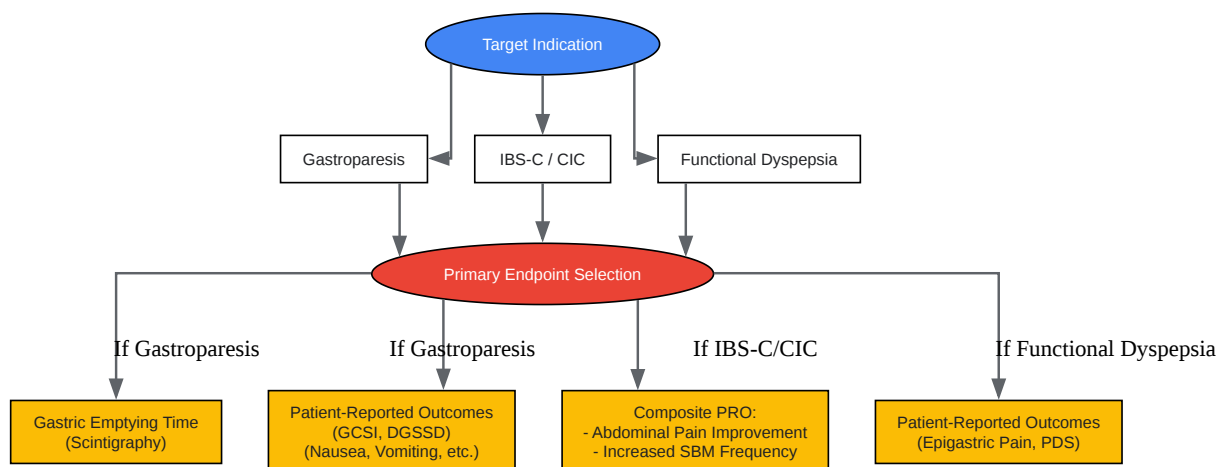 Target Indication
Gastroparesis
IBS-C / CIC
Functional Dyspepsia
Primary Endpoint Selection
If Gastroparesis
If Gastroparesis
If IBS-C/CIC
If Functional Dyspepsia
Gastric Emptying Time
(Scintigraphy)
Patient-Reported Outcomes
(GCSI, DGSSD)
(Nausea, Vomiting, etc.)
Composite PRO:
- Abdominal Pain Improvement
- Increased SBM Frequency
Patient-Reported Outcomes
(Epigastric Pain, PDS)